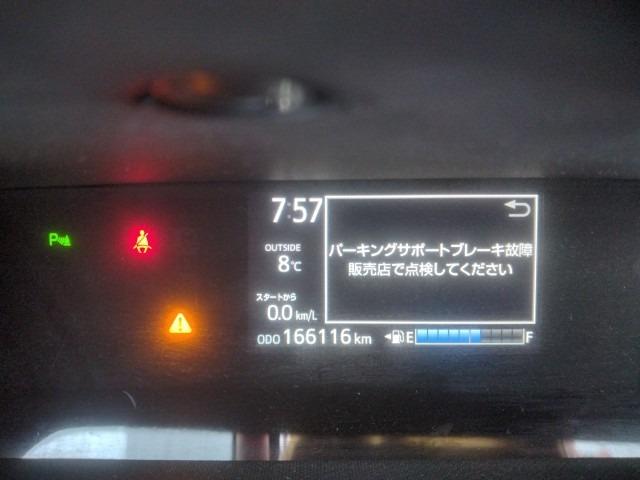 7:57
パーキングサポートブレーキ故障
販売店で点検してください
OUTSIDE
8℃
スタートから
0.0 km/L
ODO 166116 km
E F
P